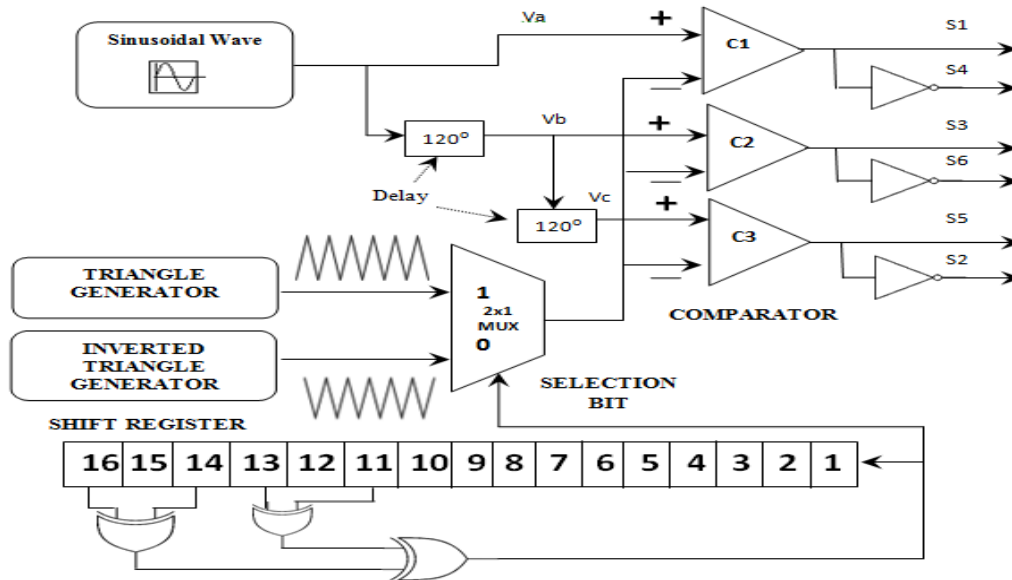 Sinusoidal Wave
Va
+
C1
S1
S4
120°
Vb
+
C2
S3
S6
Delay
120°
Vc
+
C3
S5
S2
TRIANGLE
GENERATOR
1
2x1
MUX
0
COMPARATOR
INVERTED
TRIANGLE
GENERATOR
SELECTION
BIT
SHIFT REGISTER
16 15 14 13 12 11 10 9 8 7 6 5 4 3 2 1